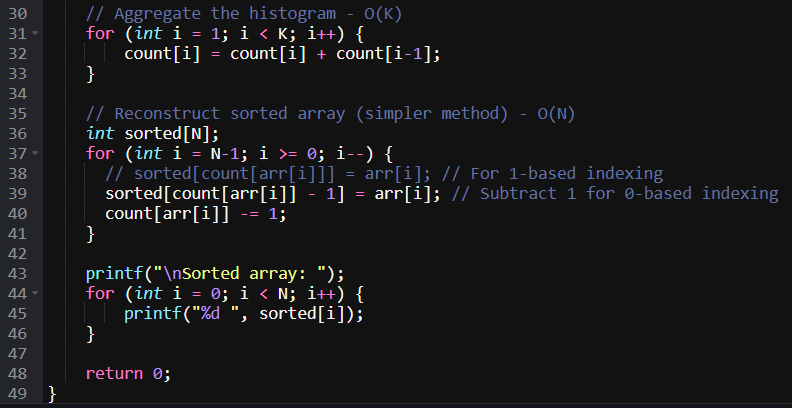 30 // Aggregate the histogram - O(K)
31 for (int i = 1; i < K; i++) {
32 count[i] = count[i] + count[i-1];
33 }
34
35 // Reconstruct sorted array (simpler method) - O(N)
36 int sorted[N];
37 for (int i = N-1; i >= 0; i--) {
38 // sorted[count[arr[i]]] = arr[i]; // For 1-based indexing
39 sorted[count[arr[i]] - 1] = arr[i]; // Subtract 1 for 0-based indexing
40 count[arr[i]] -= 1;
41 }
42
43 printf("\nSorted array: ");
44 for (int i = 0; i < N; i++) {
45 printf("%d ", sorted[i]);
46 }
47
48 return 0;
49 }